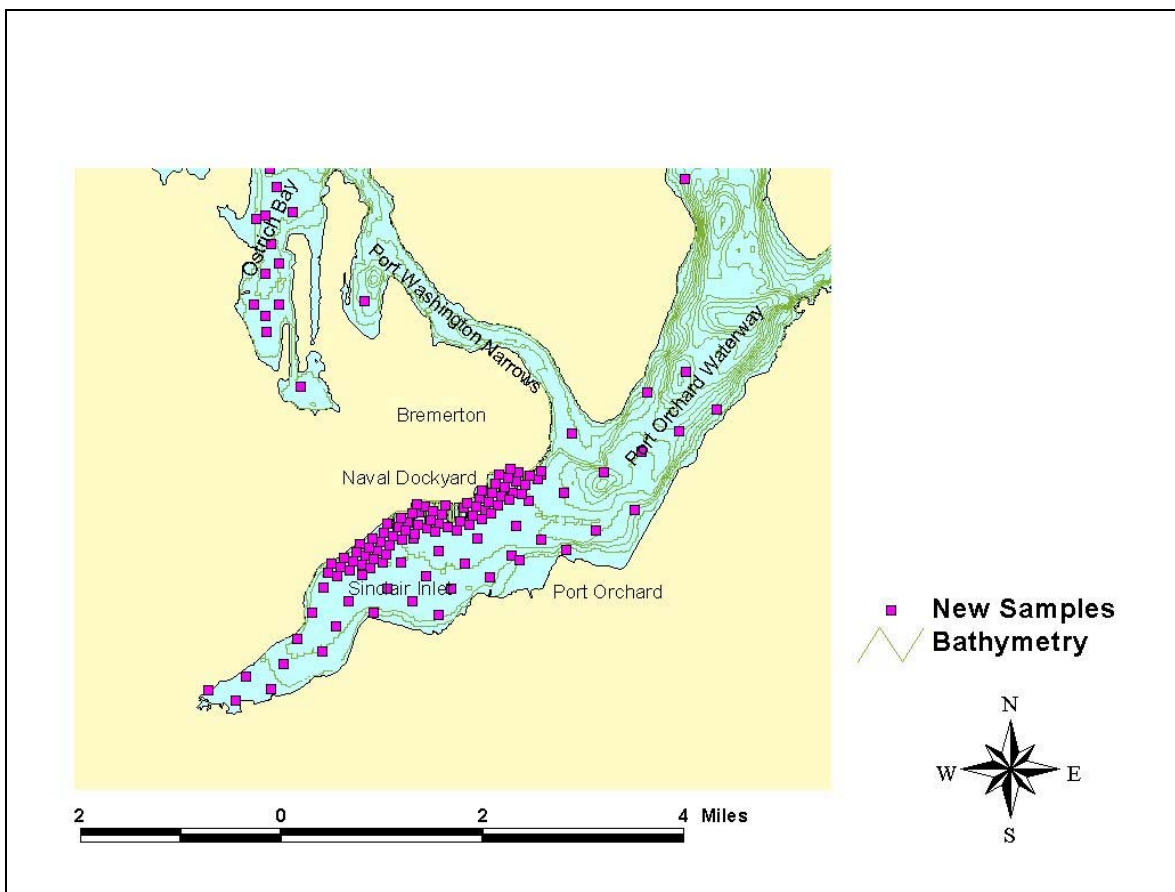 Ostrich Bay
Port Washington Narrows
Port Orchard Waterway
Bremerton
Naval Dockyard
Sinclair Inlet
Port Orchard
New Samples
Bathymetry
N
W E
S
2 0 2 4 Miles